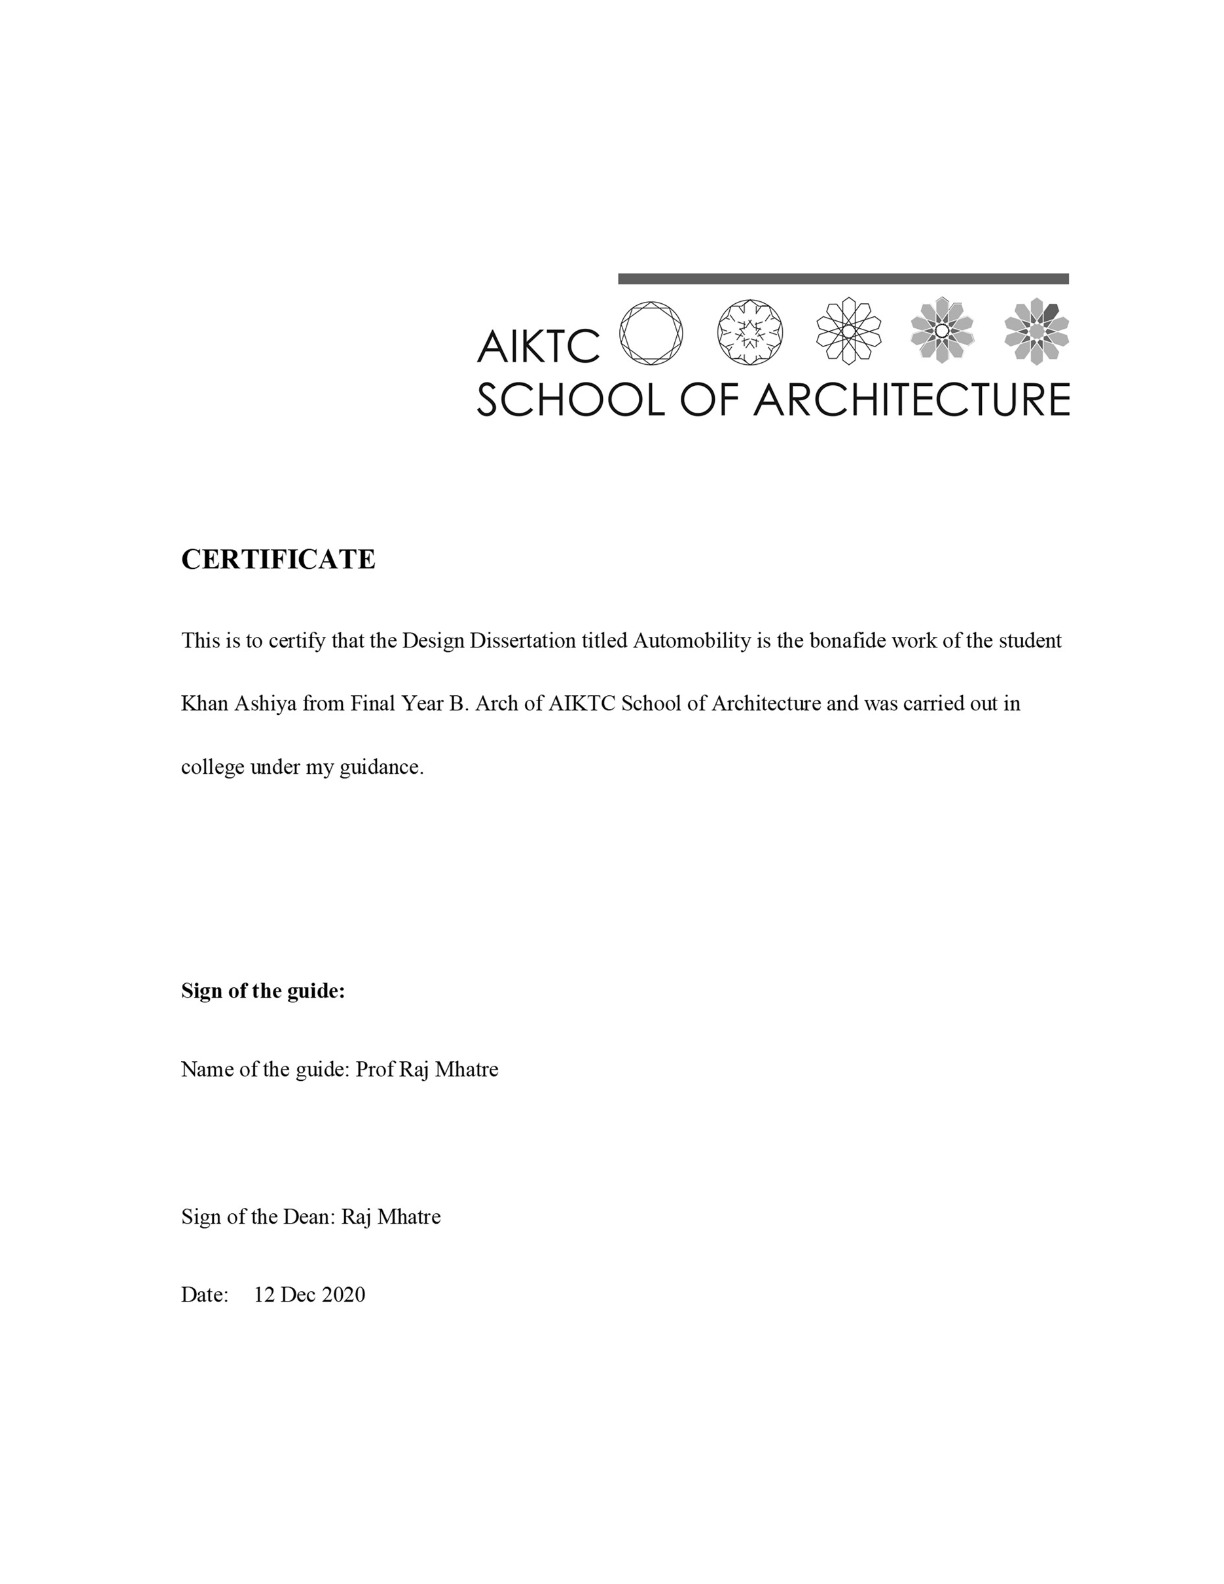 AIKTC
SCHOOL OF ARCHITECTURE
CERTIFICATE
This is to certify that the Design Dissertation titled Automobility is the bonafide work of the student
Khan Ashiya from Final Year B. Arch of AIKTC School of Architecture and was carried out in
college under my guidance.
Sign of the guide:
Name of the guide: Prof Raj Mhatre
Sign of the Dean: Raj Mhatre
Date: 12 Dec 2020